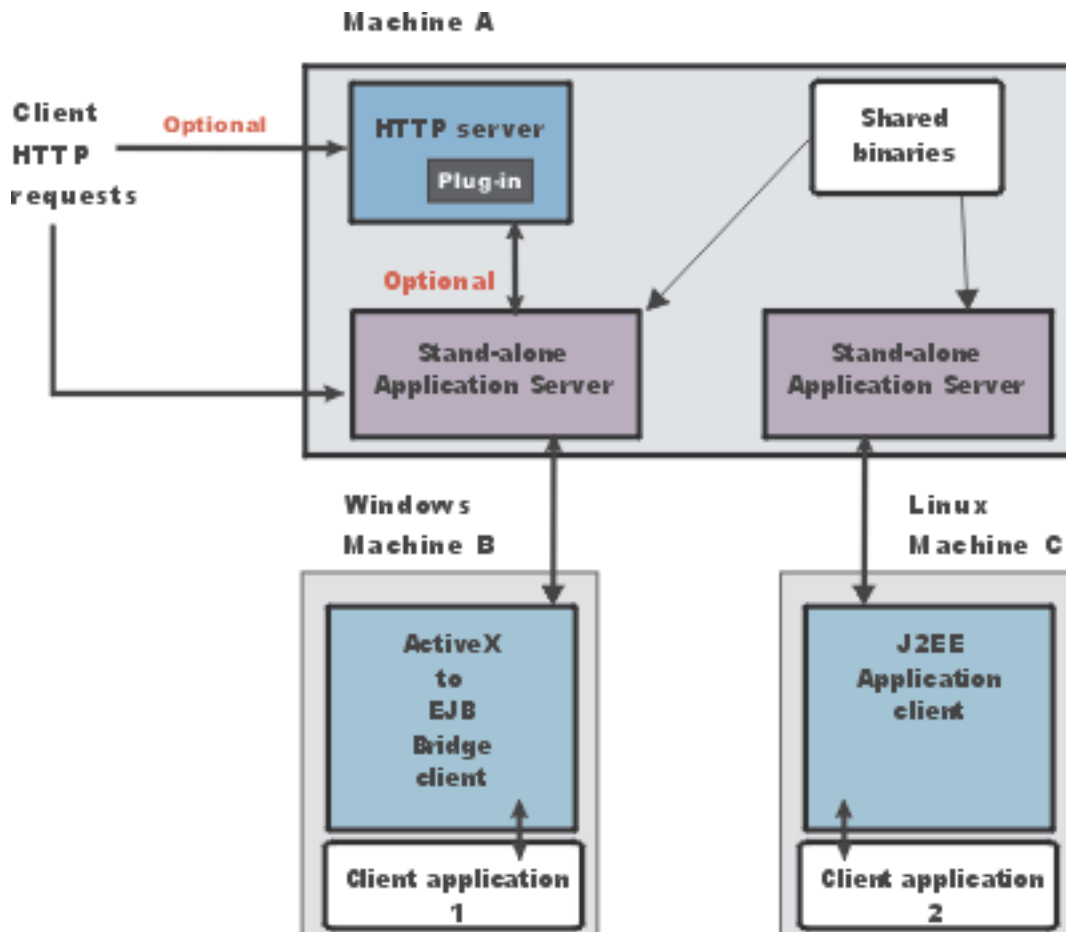 Machine A
Client
HTTP
requests
Optional
HTTP server
Plug-in
Shared
binaries
Optional
Stand-alone
Application Server
Stand-alone
Application Server
Windows
Machine B
Linux
Machine C
ActiveX
to
EJB
Bridge
client
J2EE
Application
client
Client application
1
Client application
2